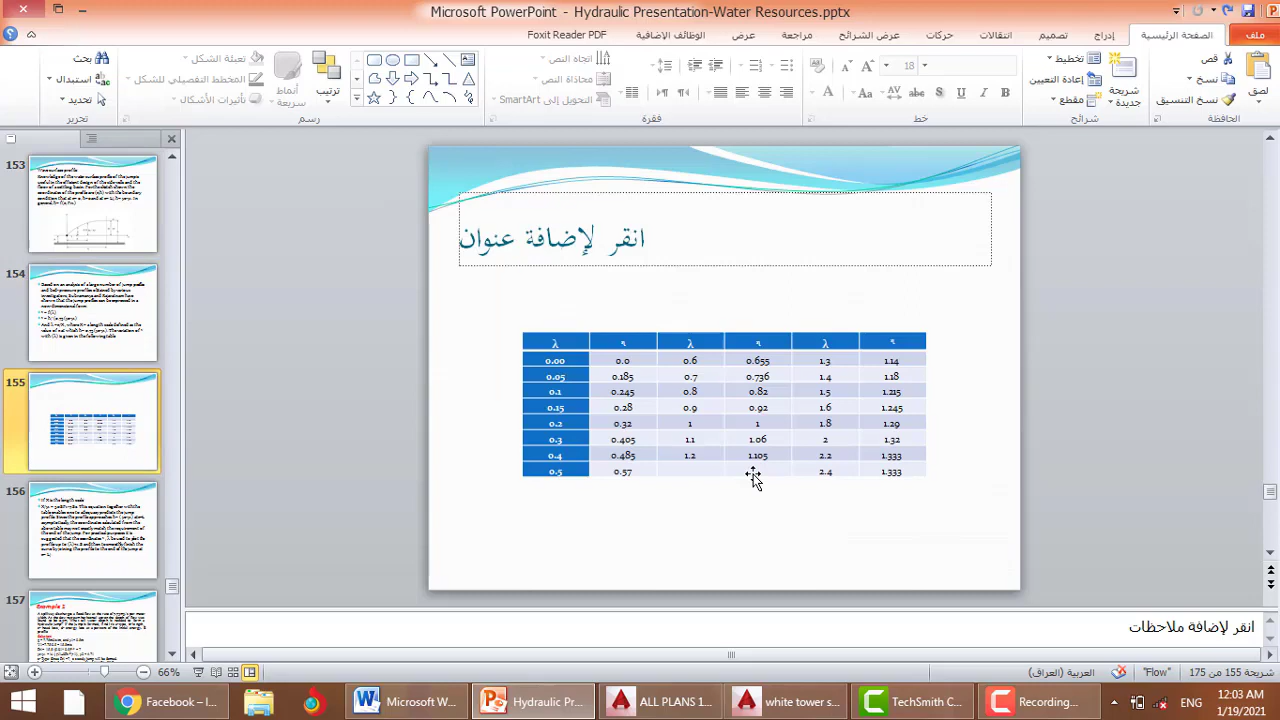 Microsoft PowerPoint - Hydraulic Presentation-Water Resources.pptx
ملف
الصفحة الرئيسية
إدراج
تصميم
انتقالات
حركات
عرض الشرائح
مراجعة
عرض
الوظائف الإضافية
Foxit Reader PDF
لصق
قص
نسخ
نسخ التنسيق
الحافظة
شريحة جديدة
تخطيط
إعادة التعيين
مقطع
شرائح
18
خط
اتجاه النص
محاذاة النص
التحويل إلى SmartArt
فقرة
ترتيب
أنماط سريعة
تعبئة الشكل
المخطط التفصيلي للشكل
تأثيرات الأشكال
رسم
بحث
استبدال
تحديد
تحرير
153
154
155
156
157
Example 2
انقر لإضافة عنوان
λ λ λ
0.00 0.0 0.6 0.655 1.3 1.14
0.05 0.185 0.7 0.736 1.4 1.18
0.1 0.245 0.8 0.82 1.5 1.215
0.15 0.28 0.9 0.92 1.6 1.245
0.2 0.32 1 1.8 1.29
0.3 0.405 1.1 1.06 2 1.32
0.4 0.485 1.2 1.105 2.2 1.333
0.5 0.57 2.4 1.333
انقر لإضافة ملاحظات
شريحة 155 من 175
"Flow"
العربية (العراق)
66%
Facebook – I...
Microsoft W...
Hydraulic Pr...
ALL PLANS 1...
white tower s...
TechSmith C...
Recording...
12:03 AM
1/19/2021